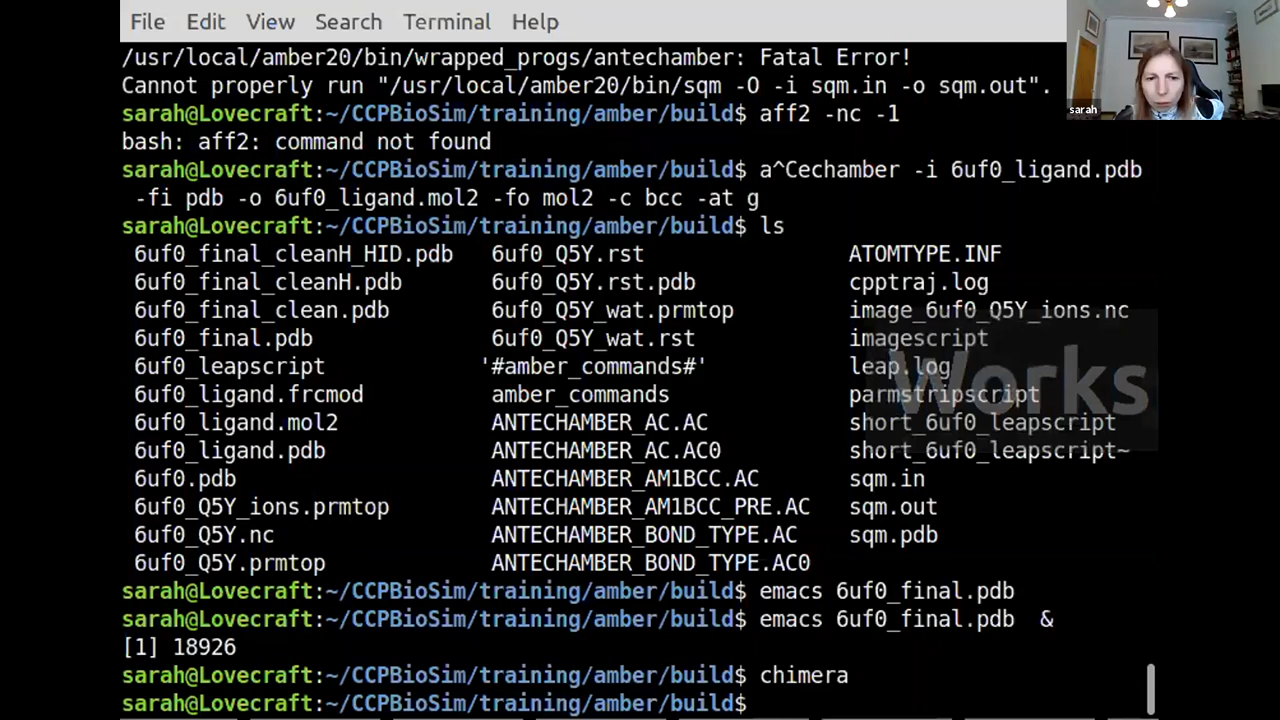 File Edit View Search Terminal Help
/usr/local/amber20/bin/wrapped_progs/antechamber: Fatal Error!
Cannot properly run "/usr/local/amber20/bin/sqm -O -i sqm.in -o sqm.out".
sarah
sarah@Lovecraft:~/CCPBioSim/training/amber/build$ aff2 -nc -1
bash: aff2: command not found
sarah@Lovecraft:~/CCPBioSim/training/amber/build$ a^Cechamber -i 6uf0_ligand.pdb
-fi pdb -o 6uf0_ligand.mol2 -fo mol2 -c bcc -at g
sarah@Lovecraft:~/CCPBioSim/training/amber/build$ ls
6uf0_final_cleanH_HID.pdb 6uf0_Q5Y.rst ATOMTYPE.INF
6uf0_final_cleanH.pdb 6uf0_Q5Y.rst.pdb cpptraj.log
6uf0_final_clean.pdb 6uf0_Q5Y_wat.prmtop image_6uf0_Q5Y_ions.nc
6uf0_final.pdb 6uf0_Q5Y_wat.rst imagescript
6uf0_leapscript '#amber_commands#' leap.log
Works
6uf0_ligand.frcmod amber_commands parmstripscript
6uf0_ligand.mol2 ANTECHAMBER_AC.AC short_6uf0_leapscript
6uf0_ligand.pdb ANTECHAMBER_AC.AC0 short_6uf0_leapscript~
6uf0.pdb ANTECHAMBER_AM1BCC.AC sqm.in
6uf0_Q5Y_ions.prmtop ANTECHAMBER_AM1BCC_PRE.AC sqm.out
6uf0_Q5Y.nc ANTECHAMBER_BOND_TYPE.AC sqm.pdb
6uf0_Q5Y.prmtop ANTECHAMBER_BOND_TYPE.AC0
sarah@Lovecraft:~/CCPBioSim/training/amber/build$ emacs 6uf0_final.pdb
sarah@Lovecraft:~/CCPBioSim/training/amber/build$ emacs 6uf0_final.pdb &
[1] 18926
sarah@Lovecraft:~/CCPBioSim/training/amber/build$ chimera
sarah@Lovecraft:~/CCPBioSim/training/amber/build$